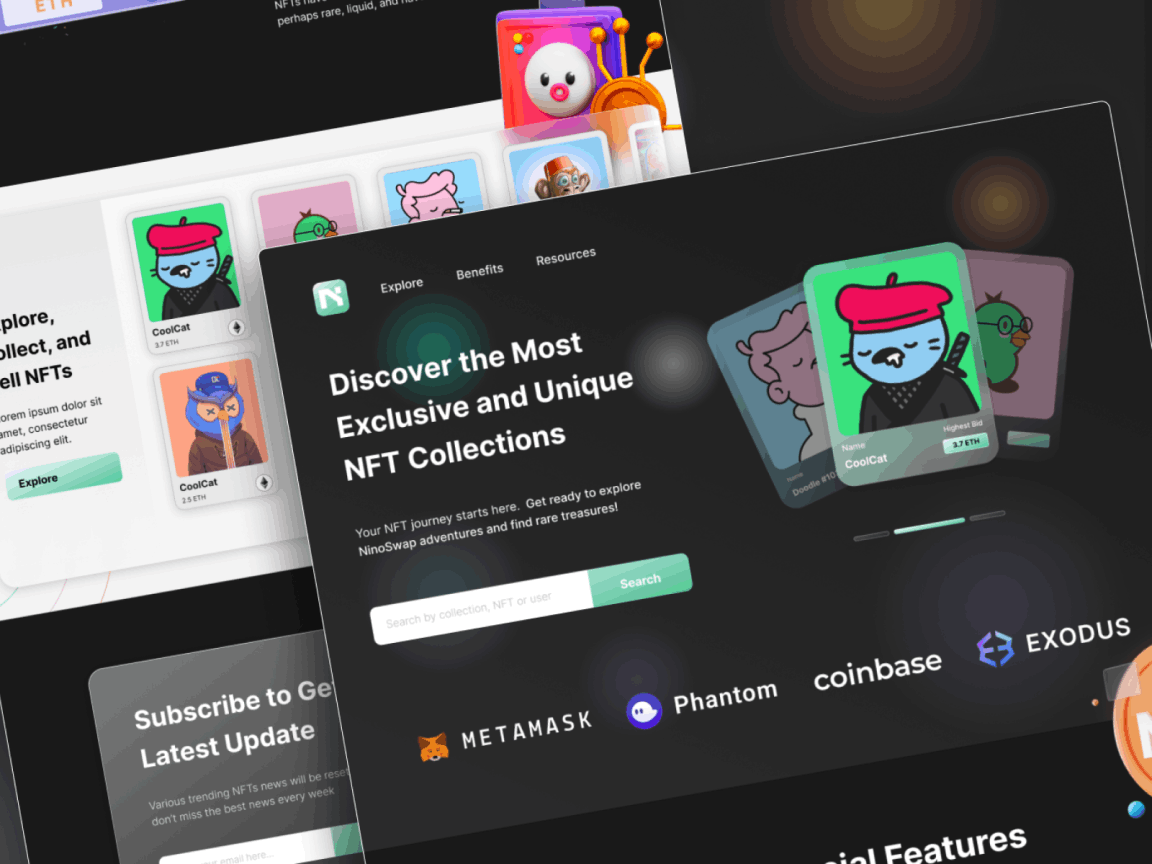 ETH
NFTs have
perhaps rare, liquid, and
CoolCat
3.7 ETH
CoolCat
2.5 ETH
plore,
ollect, and
ell NFTs
orem ipsum dolor sit
amet, consectetur
adipiscing elit.
Explore
Explore
Benefits
Resources
Discover the Most
Exclusive and Unique
NFT Collections
Your NFT journey starts here. Get ready to explore
NinoSwap adventures and find rare treasures!
Search by collection, NFT or user
Search
Name
Doodle #10
Name
CoolCat
Highest Bid
3.7 ETH
METAMASK
Phantom
coinbase
EXODUS
Subscribe to Ge
Latest Update
Various trending NFTs news will be reset
don't miss the best news every week
your email here...
cial Features